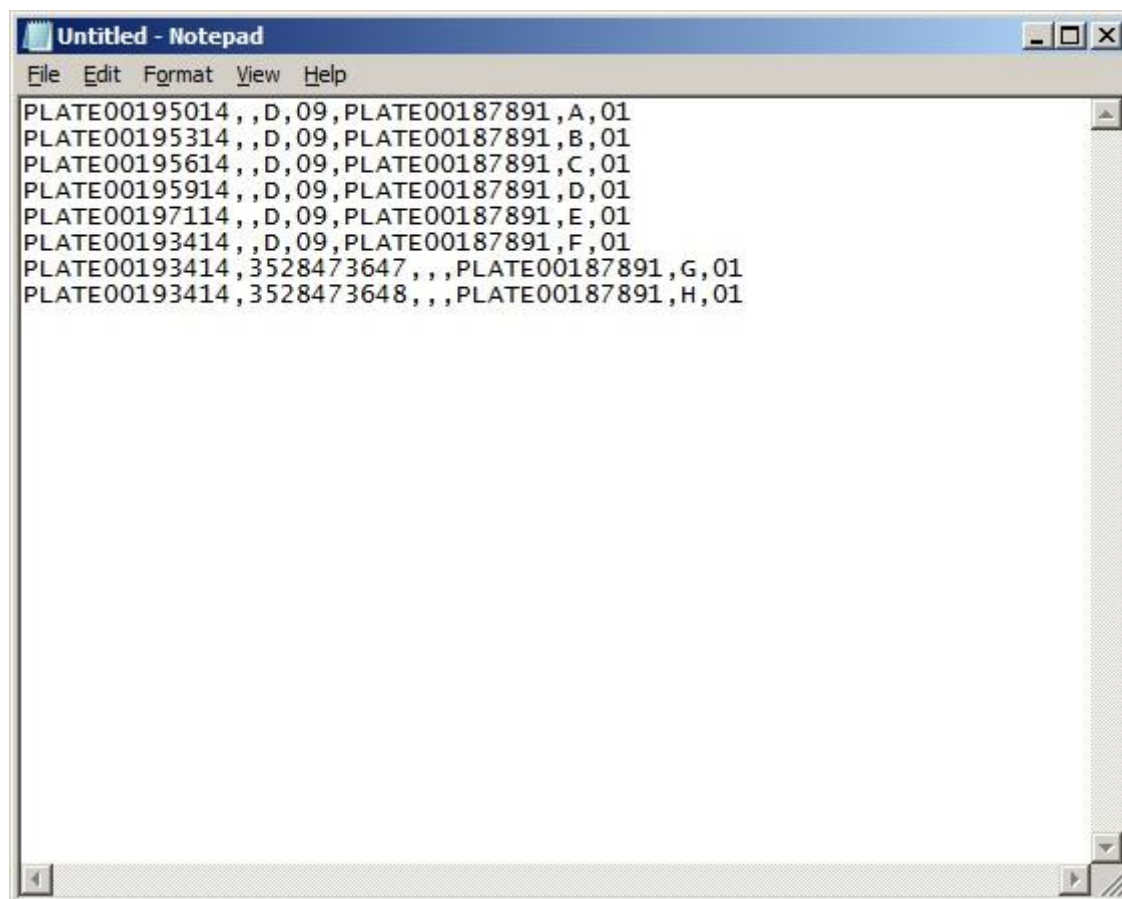 Untitled - Notepad
File Edit Format View Help
PLATE00195014,,D,09,PLATE00187891,A,01
PLATE00195314,,D,09,PLATE00187891,B,01
PLATE00195614,,D,09,PLATE00187891,C,01
PLATE00195914,,D,09,PLATE00187891,D,01
PLATE00197114,,D,09,PLATE00187891,E,01
PLATE00193414,,D,09,PLATE00187891,F,01
PLATE00193414,3528473647,,,PLATE00187891,G,01
PLATE00193414,3528473648,,,PLATE00187891,H,01